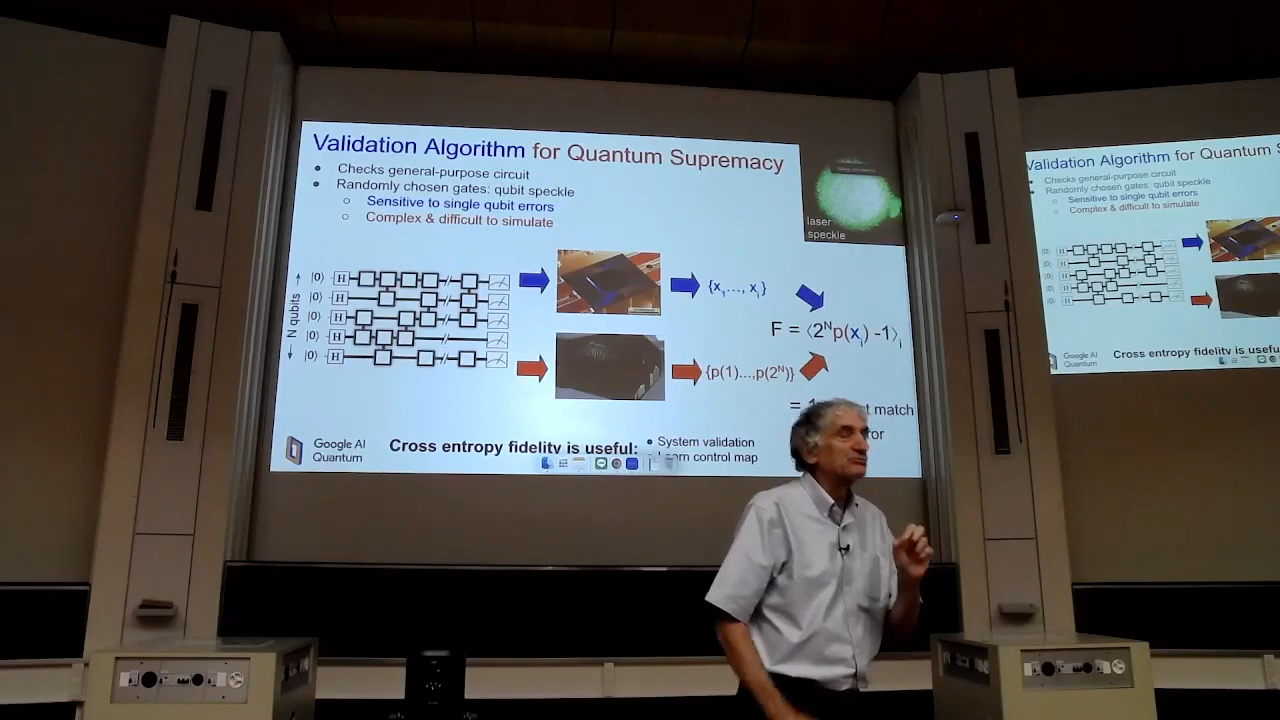 Validation Algorithm for Quantum Supremacy
Checks general-purpose circuit
Randomly chosen gates: qubit speckle
Sensitive to single qubit errors
Complex & difficult to simulate
laser
speckle
N qubits
|0⟩ H
|0⟩ H
|0⟩ H
|0⟩ H
|0⟩ H
{x₁..., xᵢ}
F = ⟨2ᴺp(xᵢ) -1⟩ᵢ
{p(1)...,p(2ᴺ)}
= match
Google AI
Quantum
Cross entropy fidelity is useful:
System validation
control map
Validation Algorithm for Quantum
Checks general-purpose circuit
Randomly chosen gates: qubit speckle
Sensitive to single qubit errors
Complex & difficult to simulate
Google AI
Quantum
Cross entropy fidelity is